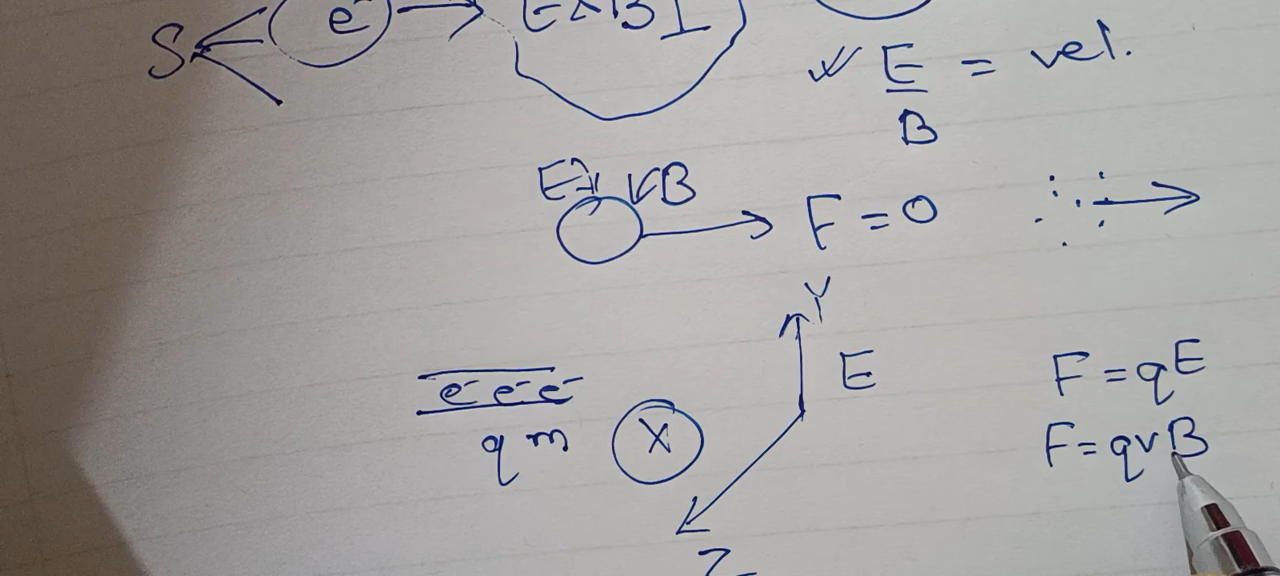 S e⁻ E B ⊥
E = vel.
B
E B F = 0
Y
e⁻ e⁻ e⁻ E F = qE
q m X F = qvB
Z